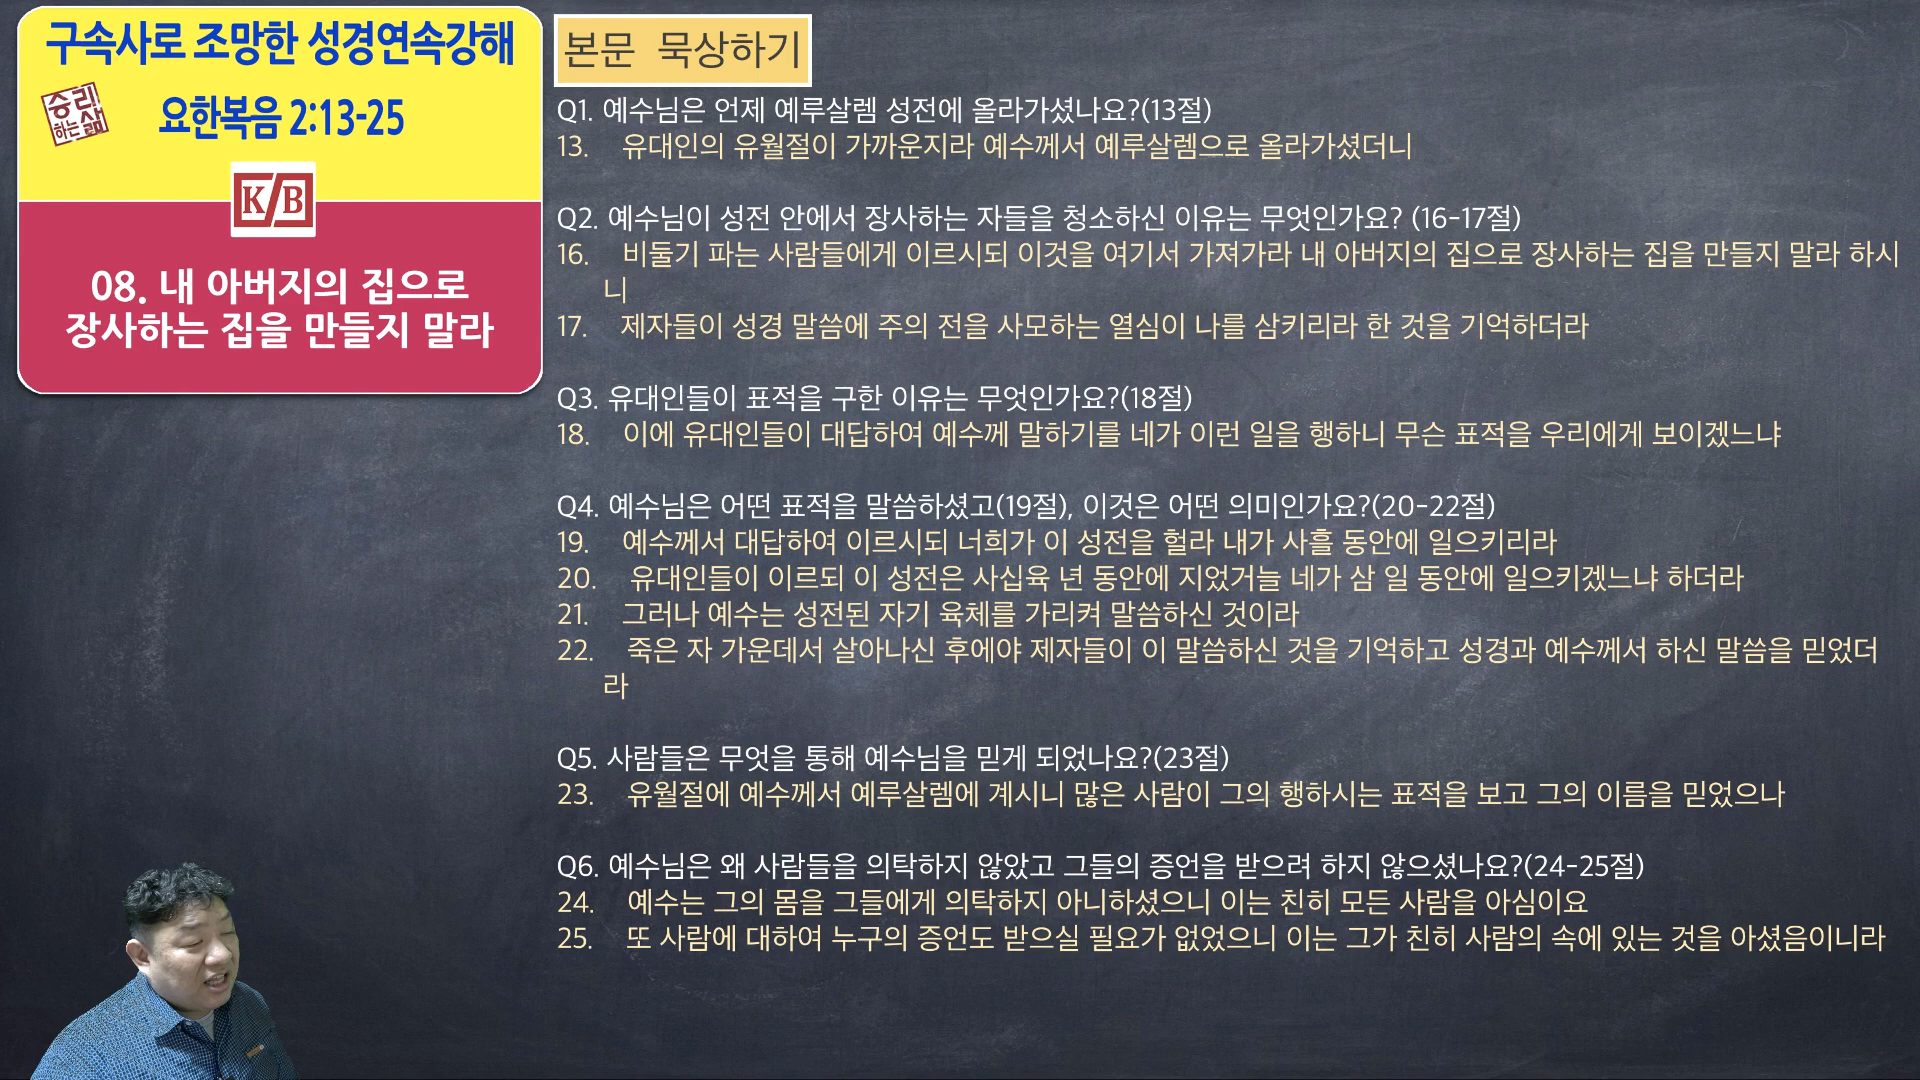 구속사로 조망한 성경연속강해
승리
하는 삶
요한복음 2:13-25
K/B
08. 내 아버지의 집으로
장사하는 집을 만들지 말라
본문 묵상하기
Q1. 예수님은 언제 예루살렘 성전에 올라가셨나요?(13절)
13. 유대인의 유월절이 가까운지라 예수께서 예루살렘으로 올라가셨더니
Q2. 예수님이 성전 안에서 장사하는 자들을 청소하신 이유는 무엇인가요? (16-17절)
16. 비둘기 파는 사람들에게 이르시되 이것을 여기서 가져가라 내 아버지의 집으로 장사하는 집을 만들지 말라 하시
니
17. 제자들이 성경 말씀에 주의 전을 사모하는 열심이 나를 삼키리라 한 것을 기억하더라
Q3. 유대인들이 표적을 구한 이유는 무엇인가요?(18절)
18. 이에 유대인들이 대답하여 예수께 말하기를 네가 이런 일을 행하니 무슨 표적을 우리에게 보이겠느냐
Q4. 예수님은 어떤 표적을 말씀하셨고(19절), 이것은 어떤 의미인가요?(20-22절)
19. 예수께서 대답하여 이르시되 너희가 이 성전을 헐라 내가 사흘 동안에 일으키리라
20. 유대인들이 이르되 이 성전은 사십육 년 동안에 지었거늘 네가 삼 일 동안에 일으키겠느냐 하더라
21. 그러나 예수는 성전된 자기 육체를 가리켜 말씀하신 것이라
22. 죽은 자 가운데서 살아나신 후에야 제자들이 이 말씀하신 것을 기억하고 성경과 예수께서 하신 말씀을 믿었더
라
Q5. 사람들은 무엇을 통해 예수님을 믿게 되었나요?(23절)
23. 유월절에 예수께서 예루살렘에 계시니 많은 사람이 그의 행하시는 표적을 보고 그의 이름을 믿었으나
Q6. 예수님은 왜 사람들을 의탁하지 않았고 그들의 증언을 받으려 하지 않으셨나요?(24-25절)
24. 예수는 그의 몸을 그들에게 의탁하지 아니하셨으니 이는 친히 모든 사람을 아심이요
25. 또 사람에 대하여 누구의 증언도 받으실 필요가 없었으니 이는 그가 친히 사람의 속에 있는 것을 아셨음이니라